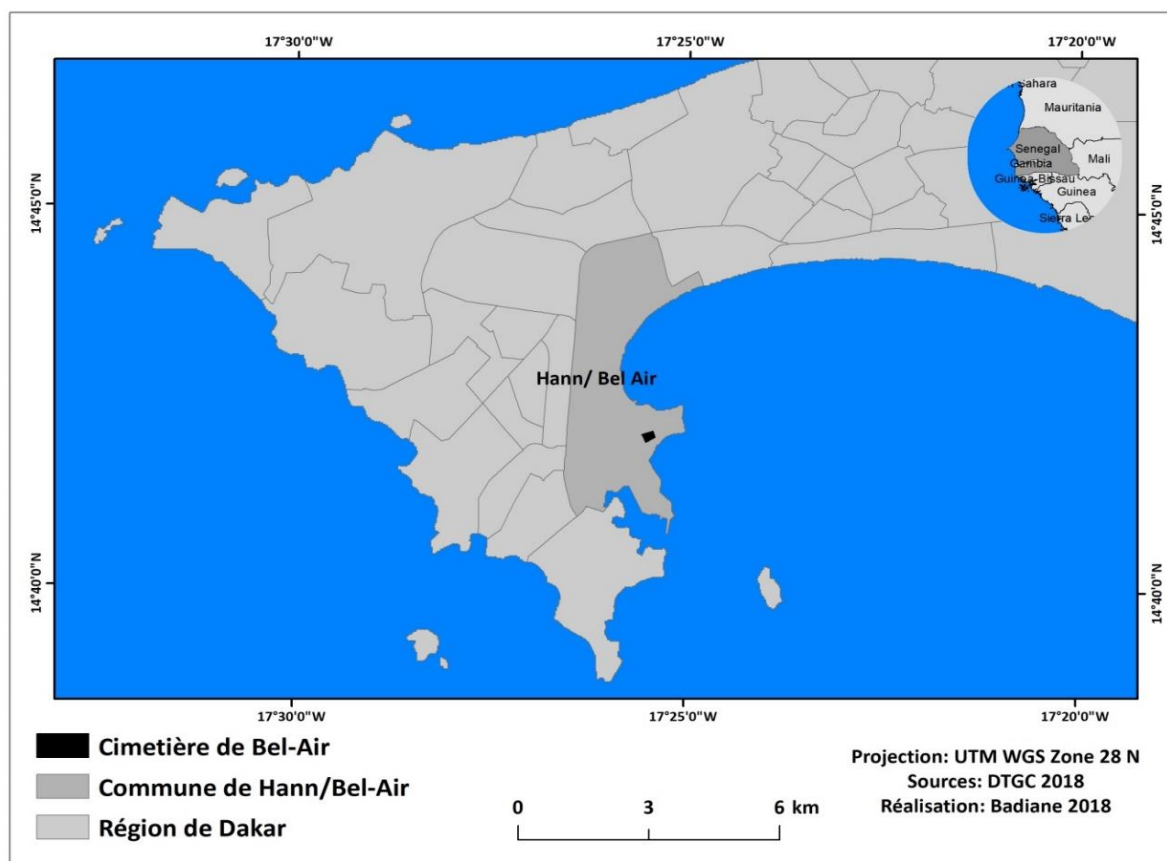 17°30'0"W
17°25'0"W
17°20'0"W
Sahara
Mauritania
Senegal
Mali
Gambia
Guinea-Bissau
Guinea
Sierra Le
14°45'0"N
14°45'0"N
Hann/ Bel Air
14°40'0"N
14°40'0"N
17°30'0"W
17°25'0"W
17°20'0"W
Cimetière de Bel-Air
Commune de Hann/Bel-Air
Région de Dakar
0 3 6 km
Projection: UTM WGS Zone 28 N
Sources: DTGC 2018
Réalisation: Badiane 2018